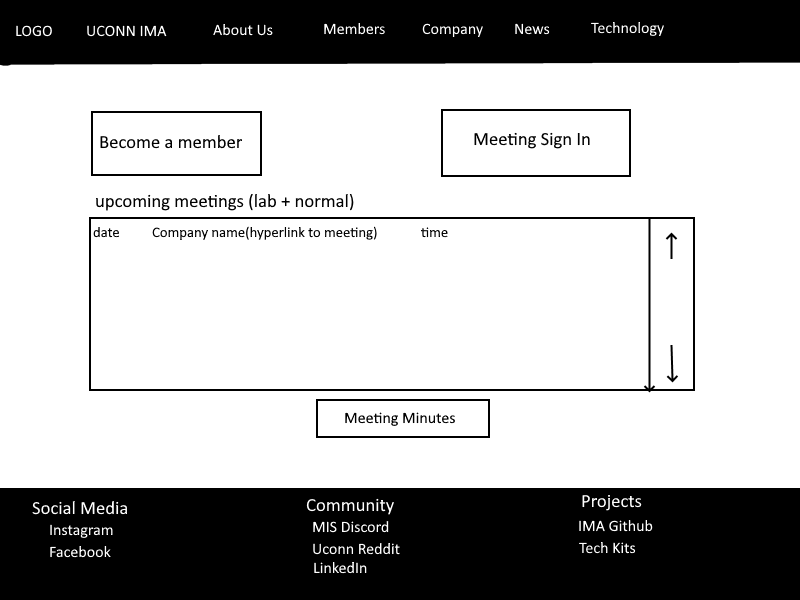 LOGO UCONN IMA About Us Members Company News Technology
Become a member Meeting Sign In
upcoming meetings (lab + normal)
date Company name(hyperlink to meeting) time
Meeting Minutes
Social Media
Instagram
Facebook
Community
MIS Discord
Uconn Reddit
LinkedIn
Projects
IMA Github
Tech Kits